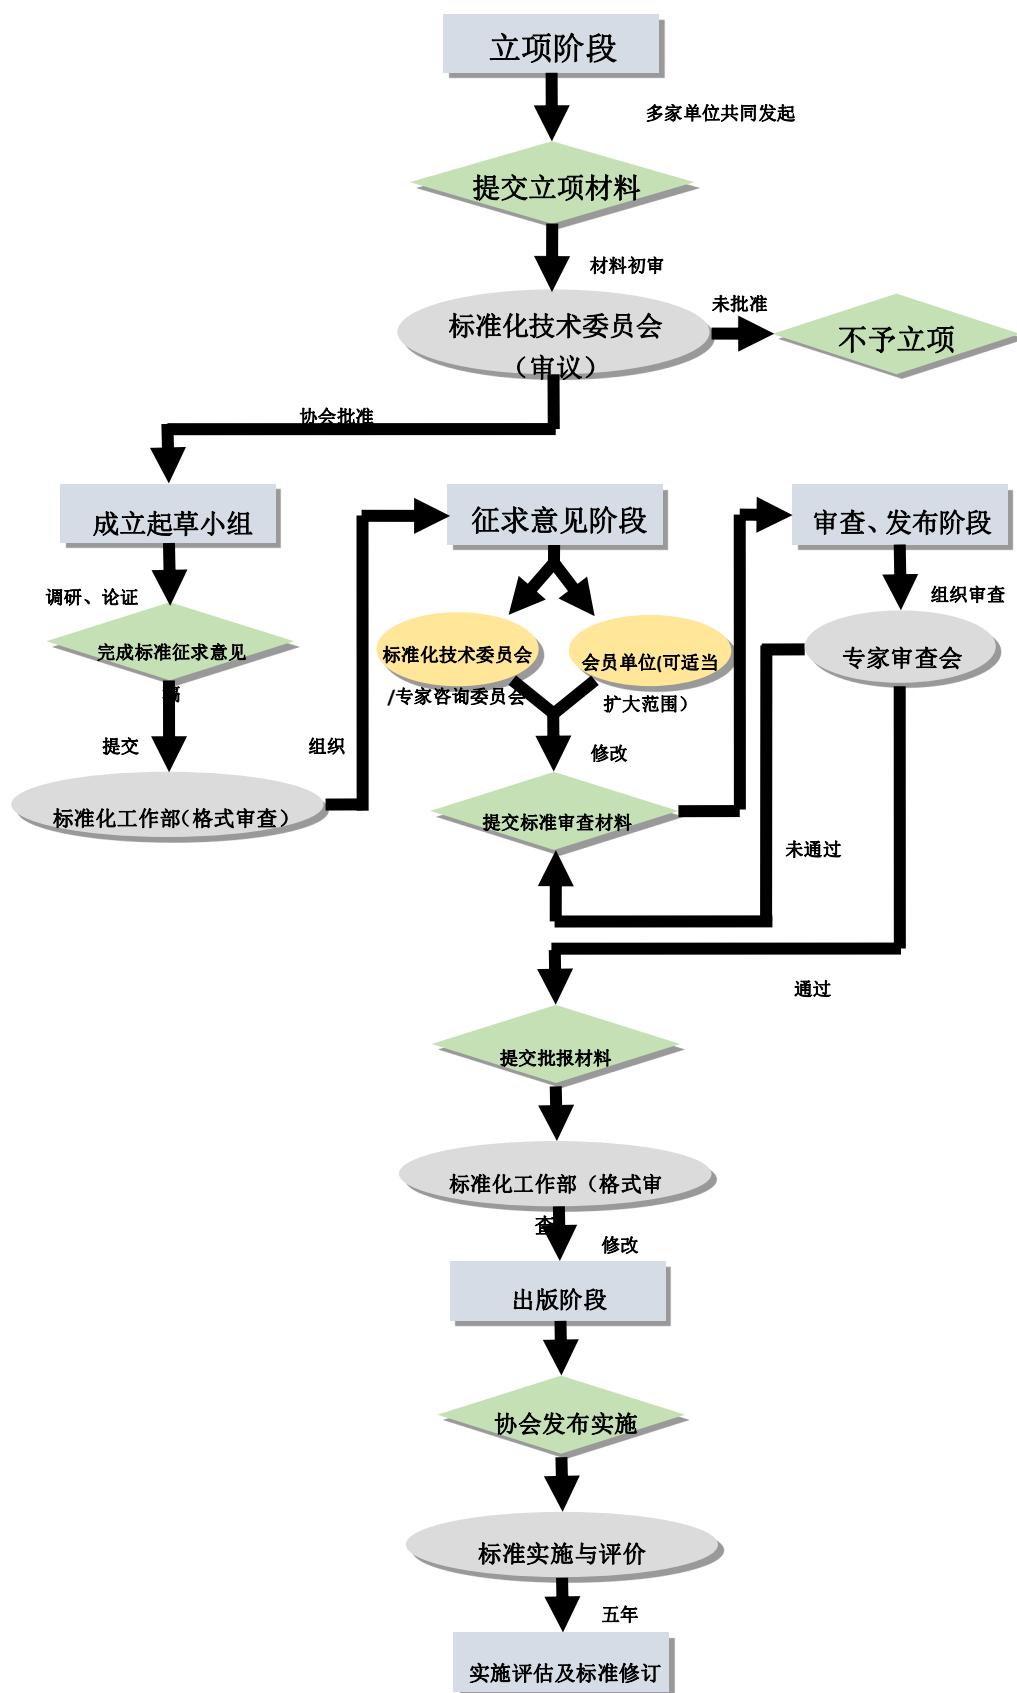 立项阶段
多家单位共同发起
提交立项材料
材料初审
标准化技术委员会
（审议）
未批准
不予立项
协会批准
成立起草小组
征求意见阶段
审查、发布阶段
调研、论证
组织审查
完成标准征求意见
稿
标准化技术委员会
/专家咨询委员会
会员单位(可适当
扩大范围）
专家审查会
提交
组织
修改
标准化工作部（格式审查）
提交标准审查材料
未通过
通过
提交批报材料
标准化工作部（格式审
查
修改
出版阶段
协会发布实施
标准实施与评价
五年
实施评估及标准修订